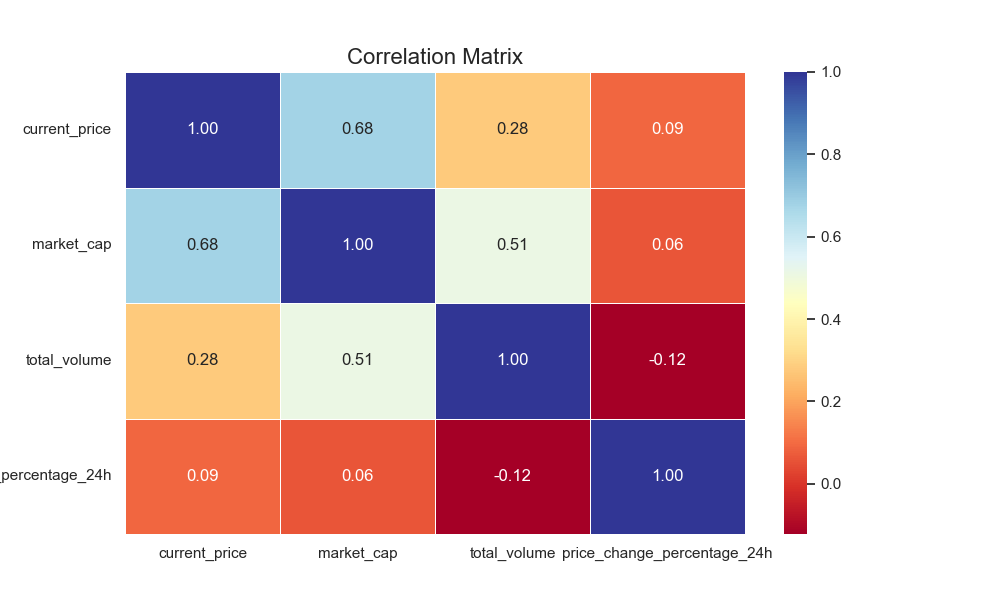 Correlation Matrix
current_price 1.00 0.68 0.28 0.09
market_cap 0.68 1.00 0.51 0.06
total_volume 0.28 0.51 1.00 -0.12
_percentage_24h 0.09 0.06 -0.12 1.00
current_price market_cap total_volume price_change_percentage_24h
1.0
0.8
0.6
0.4
0.2
0.0